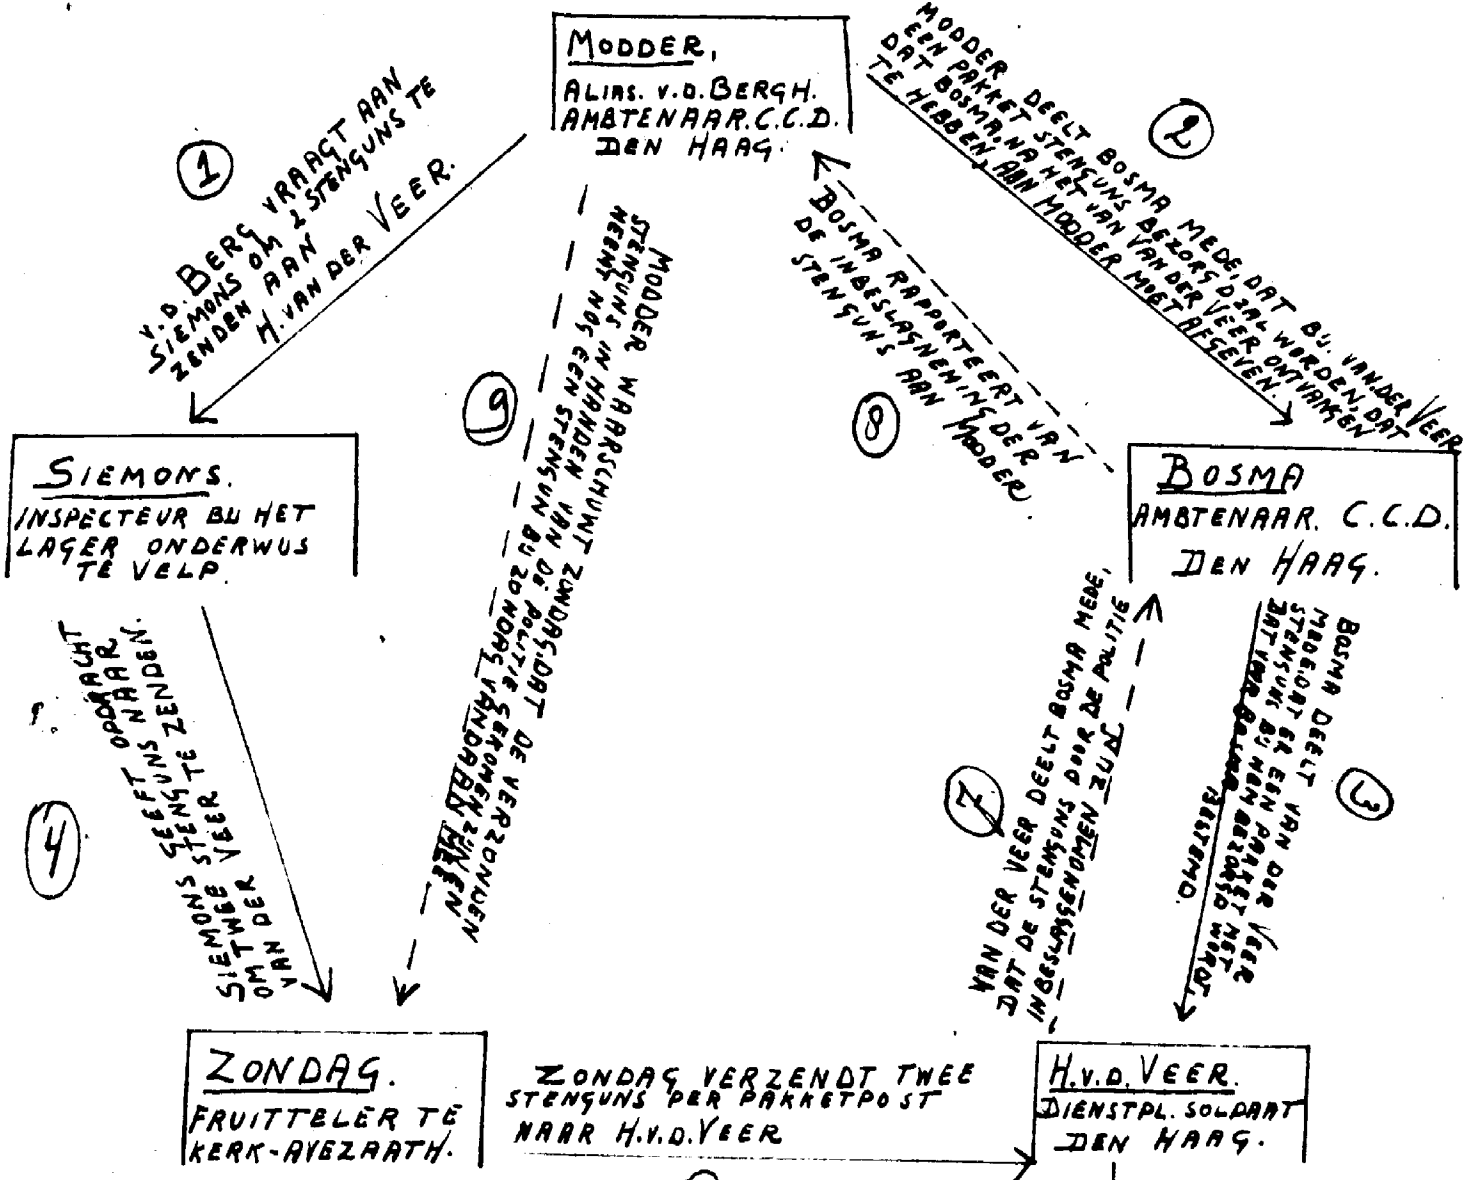 MODDER,
ALIAS. V.D. BERGH.
AMBTENAAR. C.C.D.
DEN HAAG.
1
V.D. BERG VRAAGT AAN
SIEMONS OM 2 STENGUNS TE
ZENDEN AAN
H. VAN DER VEER.
2
MODDER DEELT BOSMA MEDE, DAT BIJ. VAN.DER VEER
EEN PAKKET STENGUNS BEZORGD ZAL WORDEN, DAT
DAT BOSMA, NA HET VAN VAN DER VEER ONTVANGEN
TE HEBBEN, AAN MODDER MOET AFGEVEN.
SIEMONS.
INSPECTEUR BIJ HET
LAGER ONDERWIJS
TE VELP.
9
MODDER WAARSCHUWT ZONDAG, DAT DE VERZONDEN
STENGUNS IN HANDEN VAN DE POLITIE GEKOMEN ZIJN EN
NEEMT NOG EEN STENGUN BIJ ZONDAG VANDAAN MEE
8
BOSMA RAPPORTEERT VAN
DE INBESLAGNEMING DER
STENGUNS AAN MODDER
BOSMA
AMBTENAAR. C.C.D.
DEN HAAG.
3
BOSMA DEELT VAN DER VEER
MEDE, DAT ER EEN PAKKET MET
STENGUNS BIJ HEM BEZORGD WORDT,
DAT VOOR BOSMA BESTEMD.
4
SIEMONS GEEFT OPDRACHT
SIETWEE STENGUNS NAAR
OM TWEE VEER TE ZENDEN.
VAN DER
7
VAN DER VEER DEELT BOSMA MEDE,
DAT DE STENGUNS DOOR DE POLITIE
INBESLAGGENOMEN ZIJN
ZONDAG.
FRUITTELER TE
KERK-AVEZAATH.
ZONDAG VERZENDT TWEE
STENGUNS PER PAKKETPOST
NAAR H.V.D. VEER
H.V.D. VEER.
DIENSTPL. SOLDAAT
DEN HAAG.